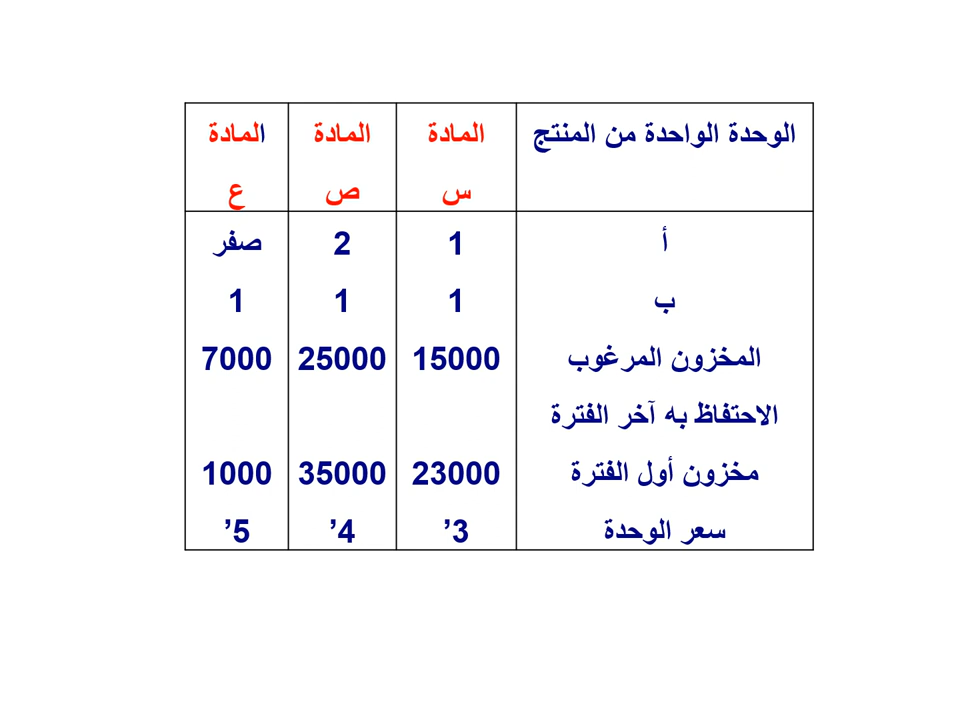 الوحدة الواحدة من المنتج المادة المادة المادة
س ص ع
أ 1 2 صفر
ب 1 1 1
المخزون المرغوب 15000 25000 7000
الاحتفاظ به آخر الفترة
مخزون أول الفترة 23000 35000 1000
سعر الوحدة 3’ 4’ 5’